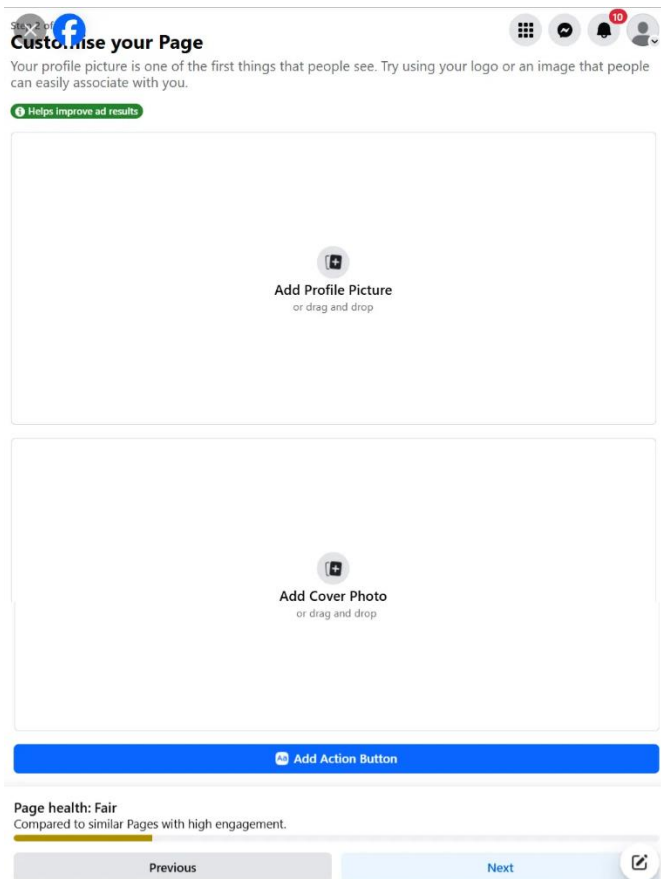 Step 2 of
10
Customise your Page
Your profile picture is one of the first things that people see. Try using your logo or an image that people
can easily associate with you.
Helps improve ad results
Add Profile Picture
or drag and drop
Add Cover Photo
or drag and drop
Add Action Button
Page health: Fair
Compared to similar Pages with high engagement.
Previous
Next